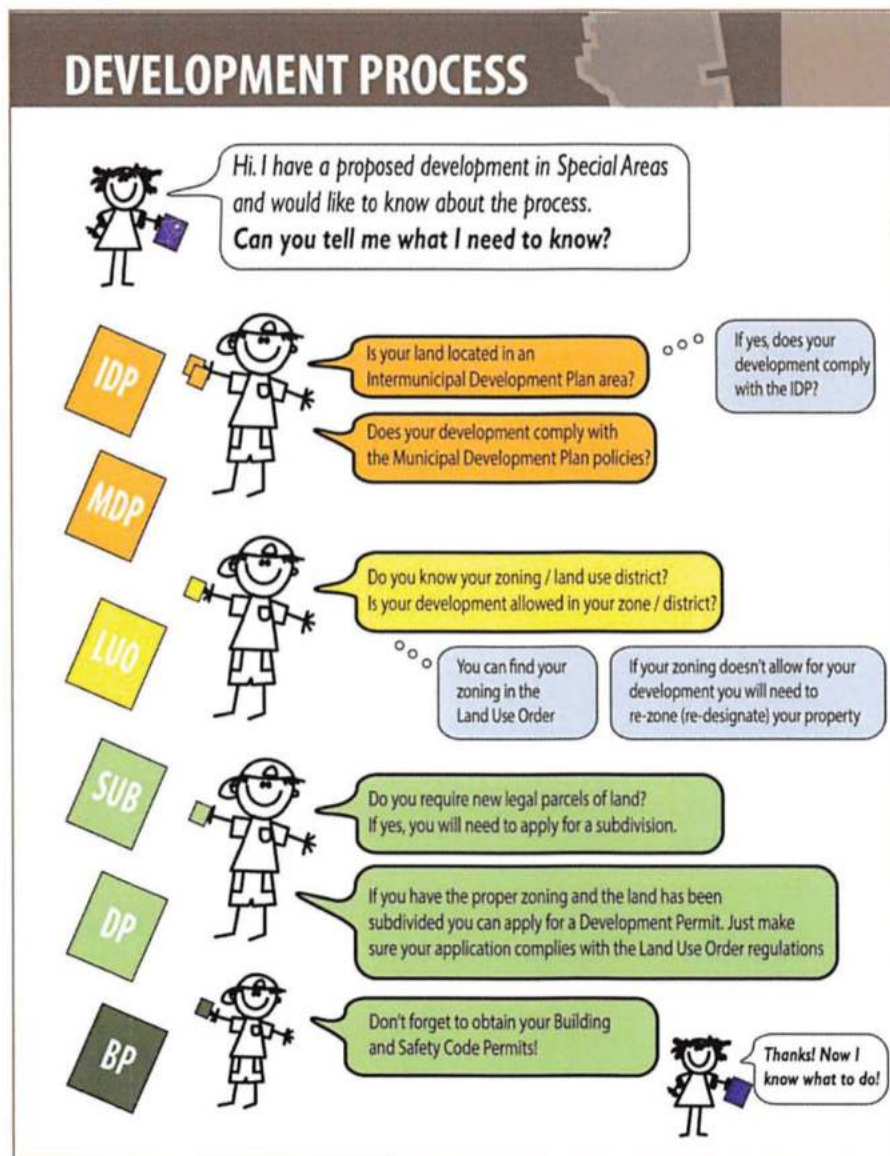 DEVELOPMENT PROCESS
Hi. I have a proposed development in Special Areas
and would like to know about the process.
Can you tell me what I need to know?
IDP
Is your land located in an
Intermunicipal Development Plan area?
If yes, does your
development comply
with the IDP?
Does your development comply with
the Municipal Development Plan policies?
MDP
LUO
Do you know your zoning / land use district?
Is your development allowed in your zone / district?
You can find your
zoning in the
Land Use Order
If your zoning doesn't allow for your
development you will need to
re-zone (re-designate) your property
SUB
Do you require new legal parcels of land?
If yes, you will need to apply for a subdivision.
DP
If you have the proper zoning and the land has been
subdivided you can apply for a Development Permit. Just make
sure your application complies with the Land Use Order regulations
BP
Don't forget to obtain your Building
and Safety Code Permits!
Thanks! Now I
know what to do!